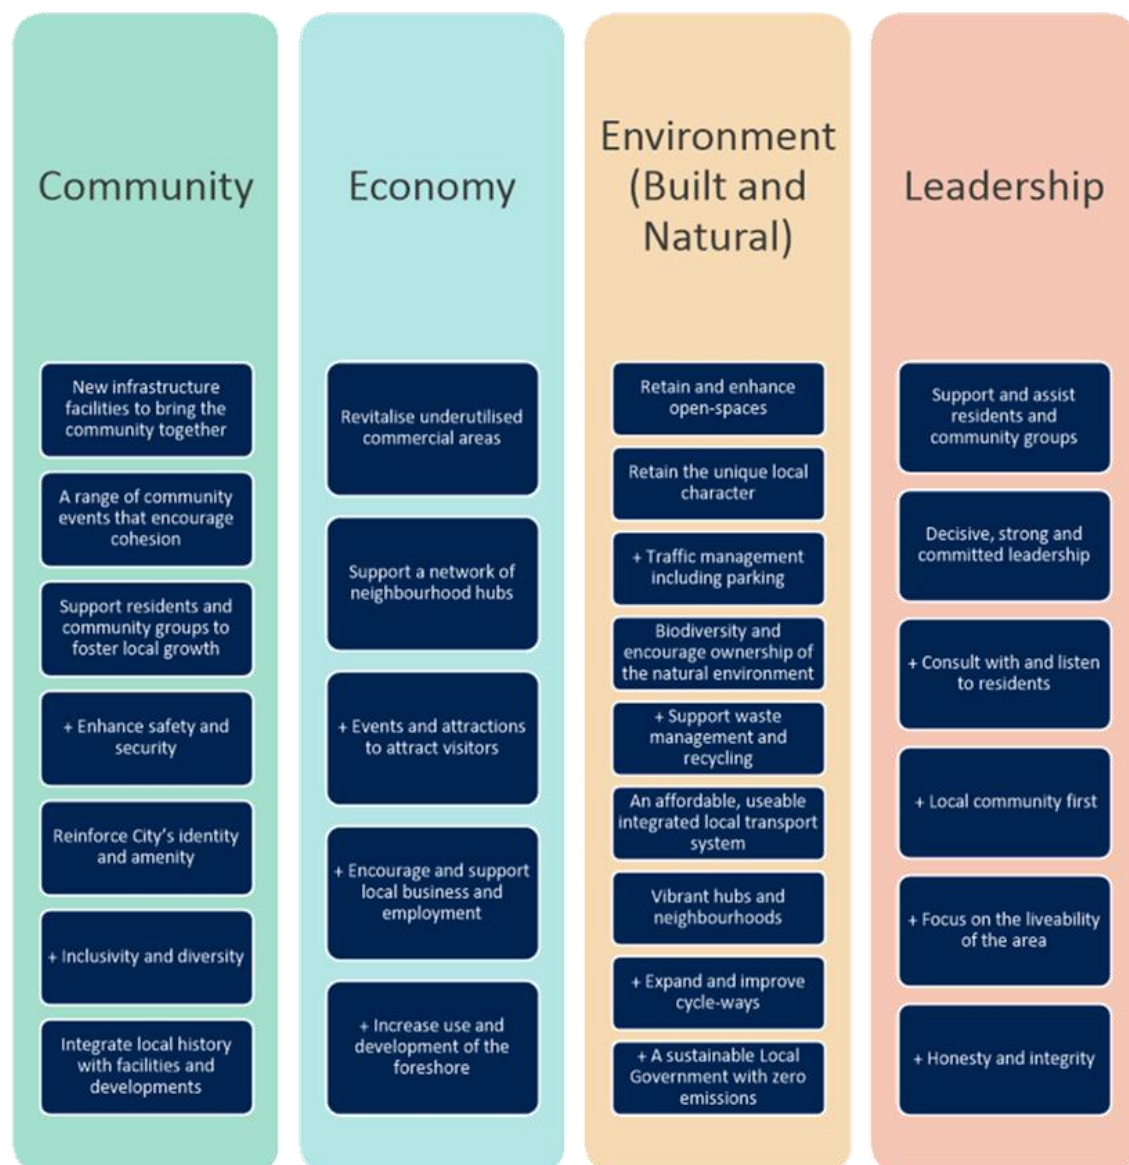 Community
New infrastructure
facilities to bring the
community together
A range of community
events that encourage
cohesion
Support residents and
community groups to
foster local growth
+ Enhance safety and
security
Reinforce City's identity
and amenity
+ Inclusivity and diversity
Integrate local history
with facilities and
developments
Economy
Revitalise underutilised
commercial areas
Support a network of
neighbourhood hubs
+ Events and attractions
to attract visitors
+ Encourage and support
local business and
employment
+ Increase use and
development of the
foreshore
Environment
(Built and
Natural)
Retain and enhance
open-spaces
Retain the unique local
character
+ Traffic management
including parking
Biodiversity and
encourage ownership of
the natural environment
+ Support waste
management and
recycling
An affordable, useable
integrated local transport
system
Vibrant hubs and
neighbourhoods
+ Expand and improve
cycle-ways
+ A sustainable Local
Government with zero
emissions
Leadership
Support and assist
residents and
community groups
Decisive, strong and
committed leadership
+ Consult with and listen
to residents
+ Local community first
+ Focus on the liveability
of the area
+ Honesty and integrity